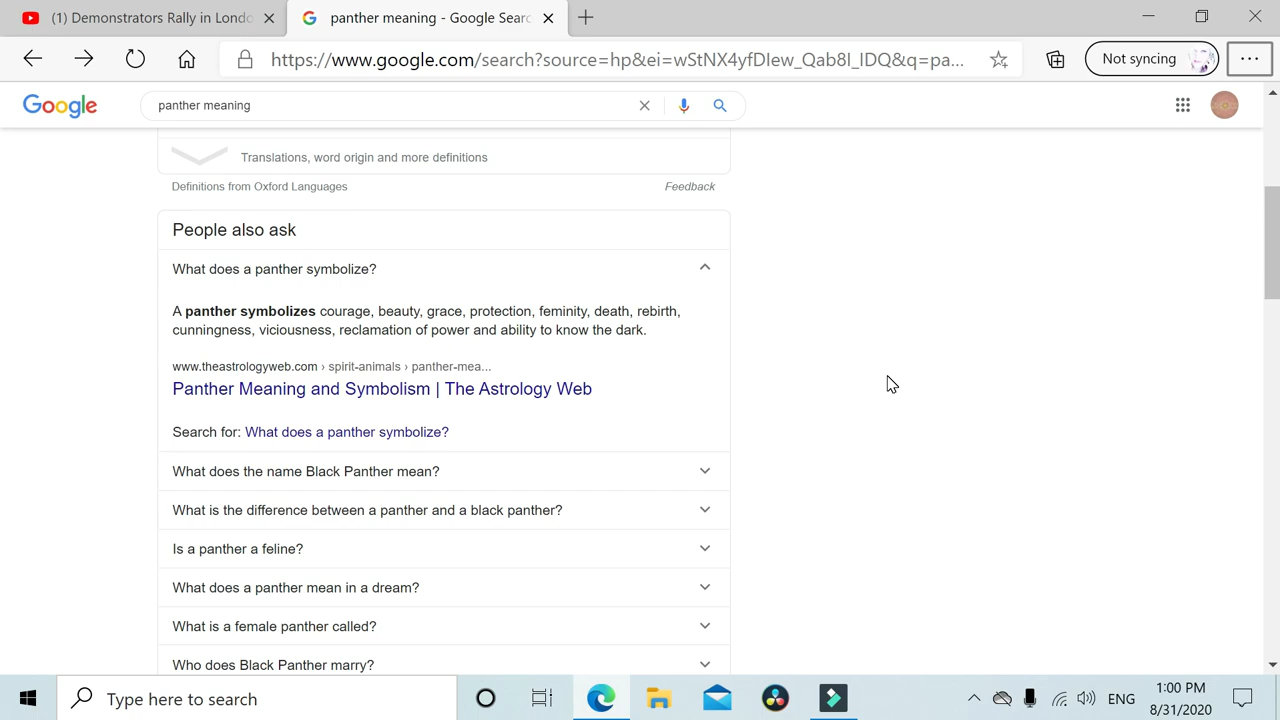 (1) Demonstrators Rally in Londo
panther meaning - Google Searc
https://www.google.com/search?source=hp&ei=wStNX4yfDIew_Qab8I_IDQ&q=pa...
Not syncing
Google
panther meaning
Translations, word origin and more definitions
Definitions from Oxford Languages
Feedback
People also ask
What does a panther symbolize?
A panther symbolizes courage, beauty, grace, protection, feminity, death, rebirth,
cunningness, viciousness, reclamation of power and ability to know the dark.
www.theastrologyweb.com › spirit-animals › panther-mea...
Panther Meaning and Symbolism | The Astrology Web
Search for: What does a panther symbolize?
What does the name Black Panther mean?
What is the difference between a panther and a black panther?
Is a panther a feline?
What does a panther mean in a dream?
What is a female panther called?
Who does Black Panther marry?
Type here to search
ENG
1:00 PM
8/31/2020